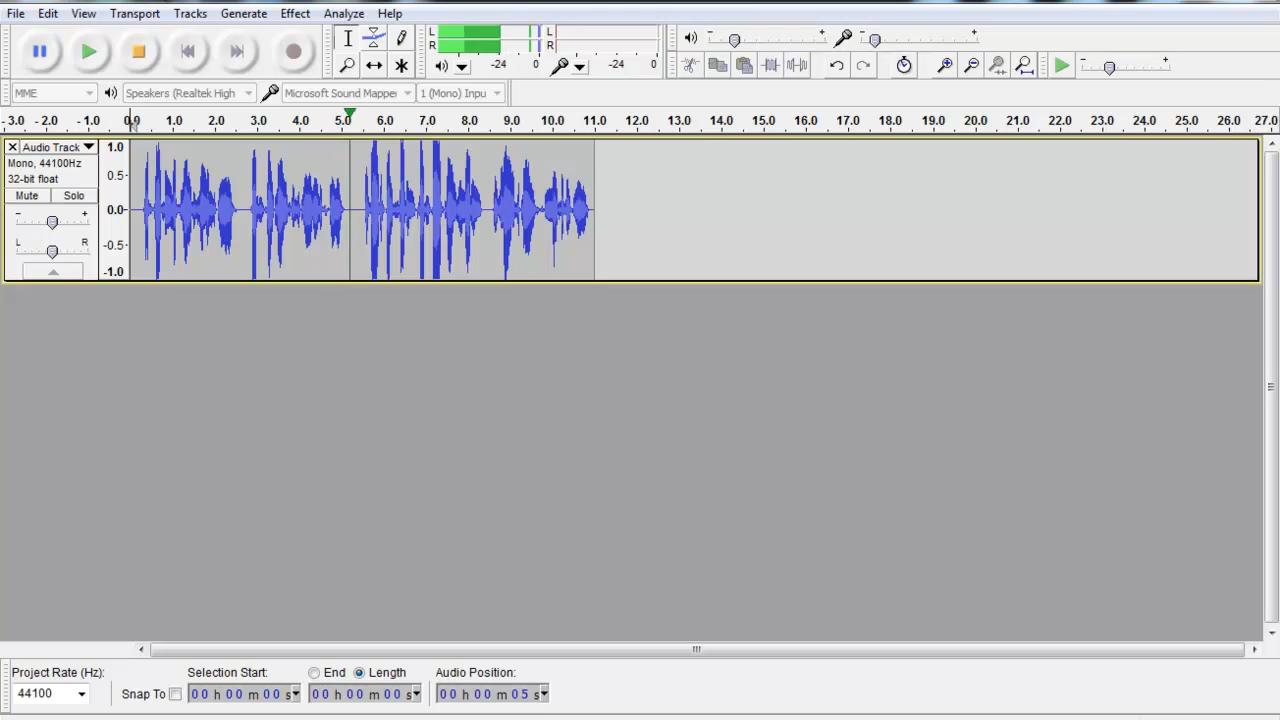 File Edit View Transport Tracks Generate Effect Analyze Help
L L
R R
-24 0 -24 0
MME Speakers (Realtek High Microsoft Sound Mapper 1 (Mono) Inpu
- 3.0 - 2.0 - 1.0 0.0 1.0 2.0 3.0 4.0 5.0 6.0 7.0 8.0 9.0 10.0 11.0 12.0 13.0 14.0 15.0 16.0 17.0 18.0 19.0 20.0 21.0 22.0 23.0 24.0 25.0 26.0 27.0
X Audio Track 1.0
Mono, 44100Hz
32-bit float 0.5
Mute Solo
- + 0.0
L R -0.5
-1.0
Project Rate (Hz): Selection Start: End Length Audio Position:
44100 Snap To 00 h 00 m 00 s 00 h 00 m 00 s 00 h 00 m 05 s